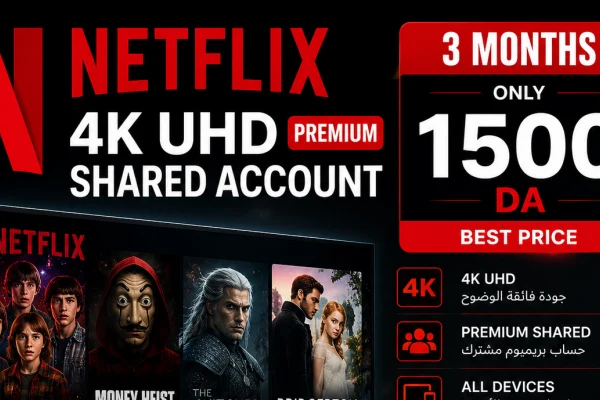 NETFLIX
4K UHD PREMIUM
SHARED ACCOUNT
3 MONTHS
ONLY
1500
DA
BEST PRICE
NETFLIX
MONEY HEIST
THE
4K
4K UHD
جودة فائقة الوضوح
PREMIUM SHARED
حساب بريميوم مشترك
ALL DEVICES